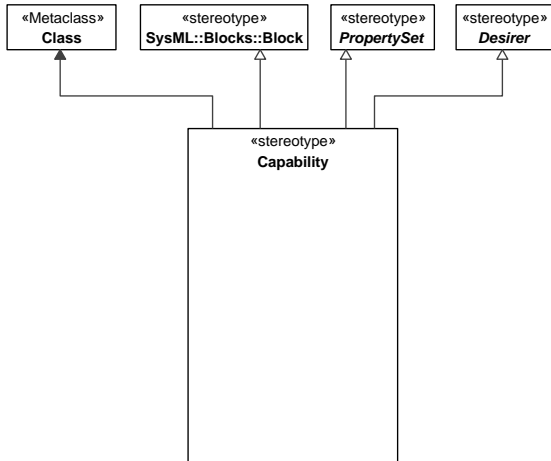 «Metaclass»
Class
«stereotype»
SysML::Blocks::Block
«stereotype»
PropertySet
«stereotype»
Desirer
«stereotype»
Capability